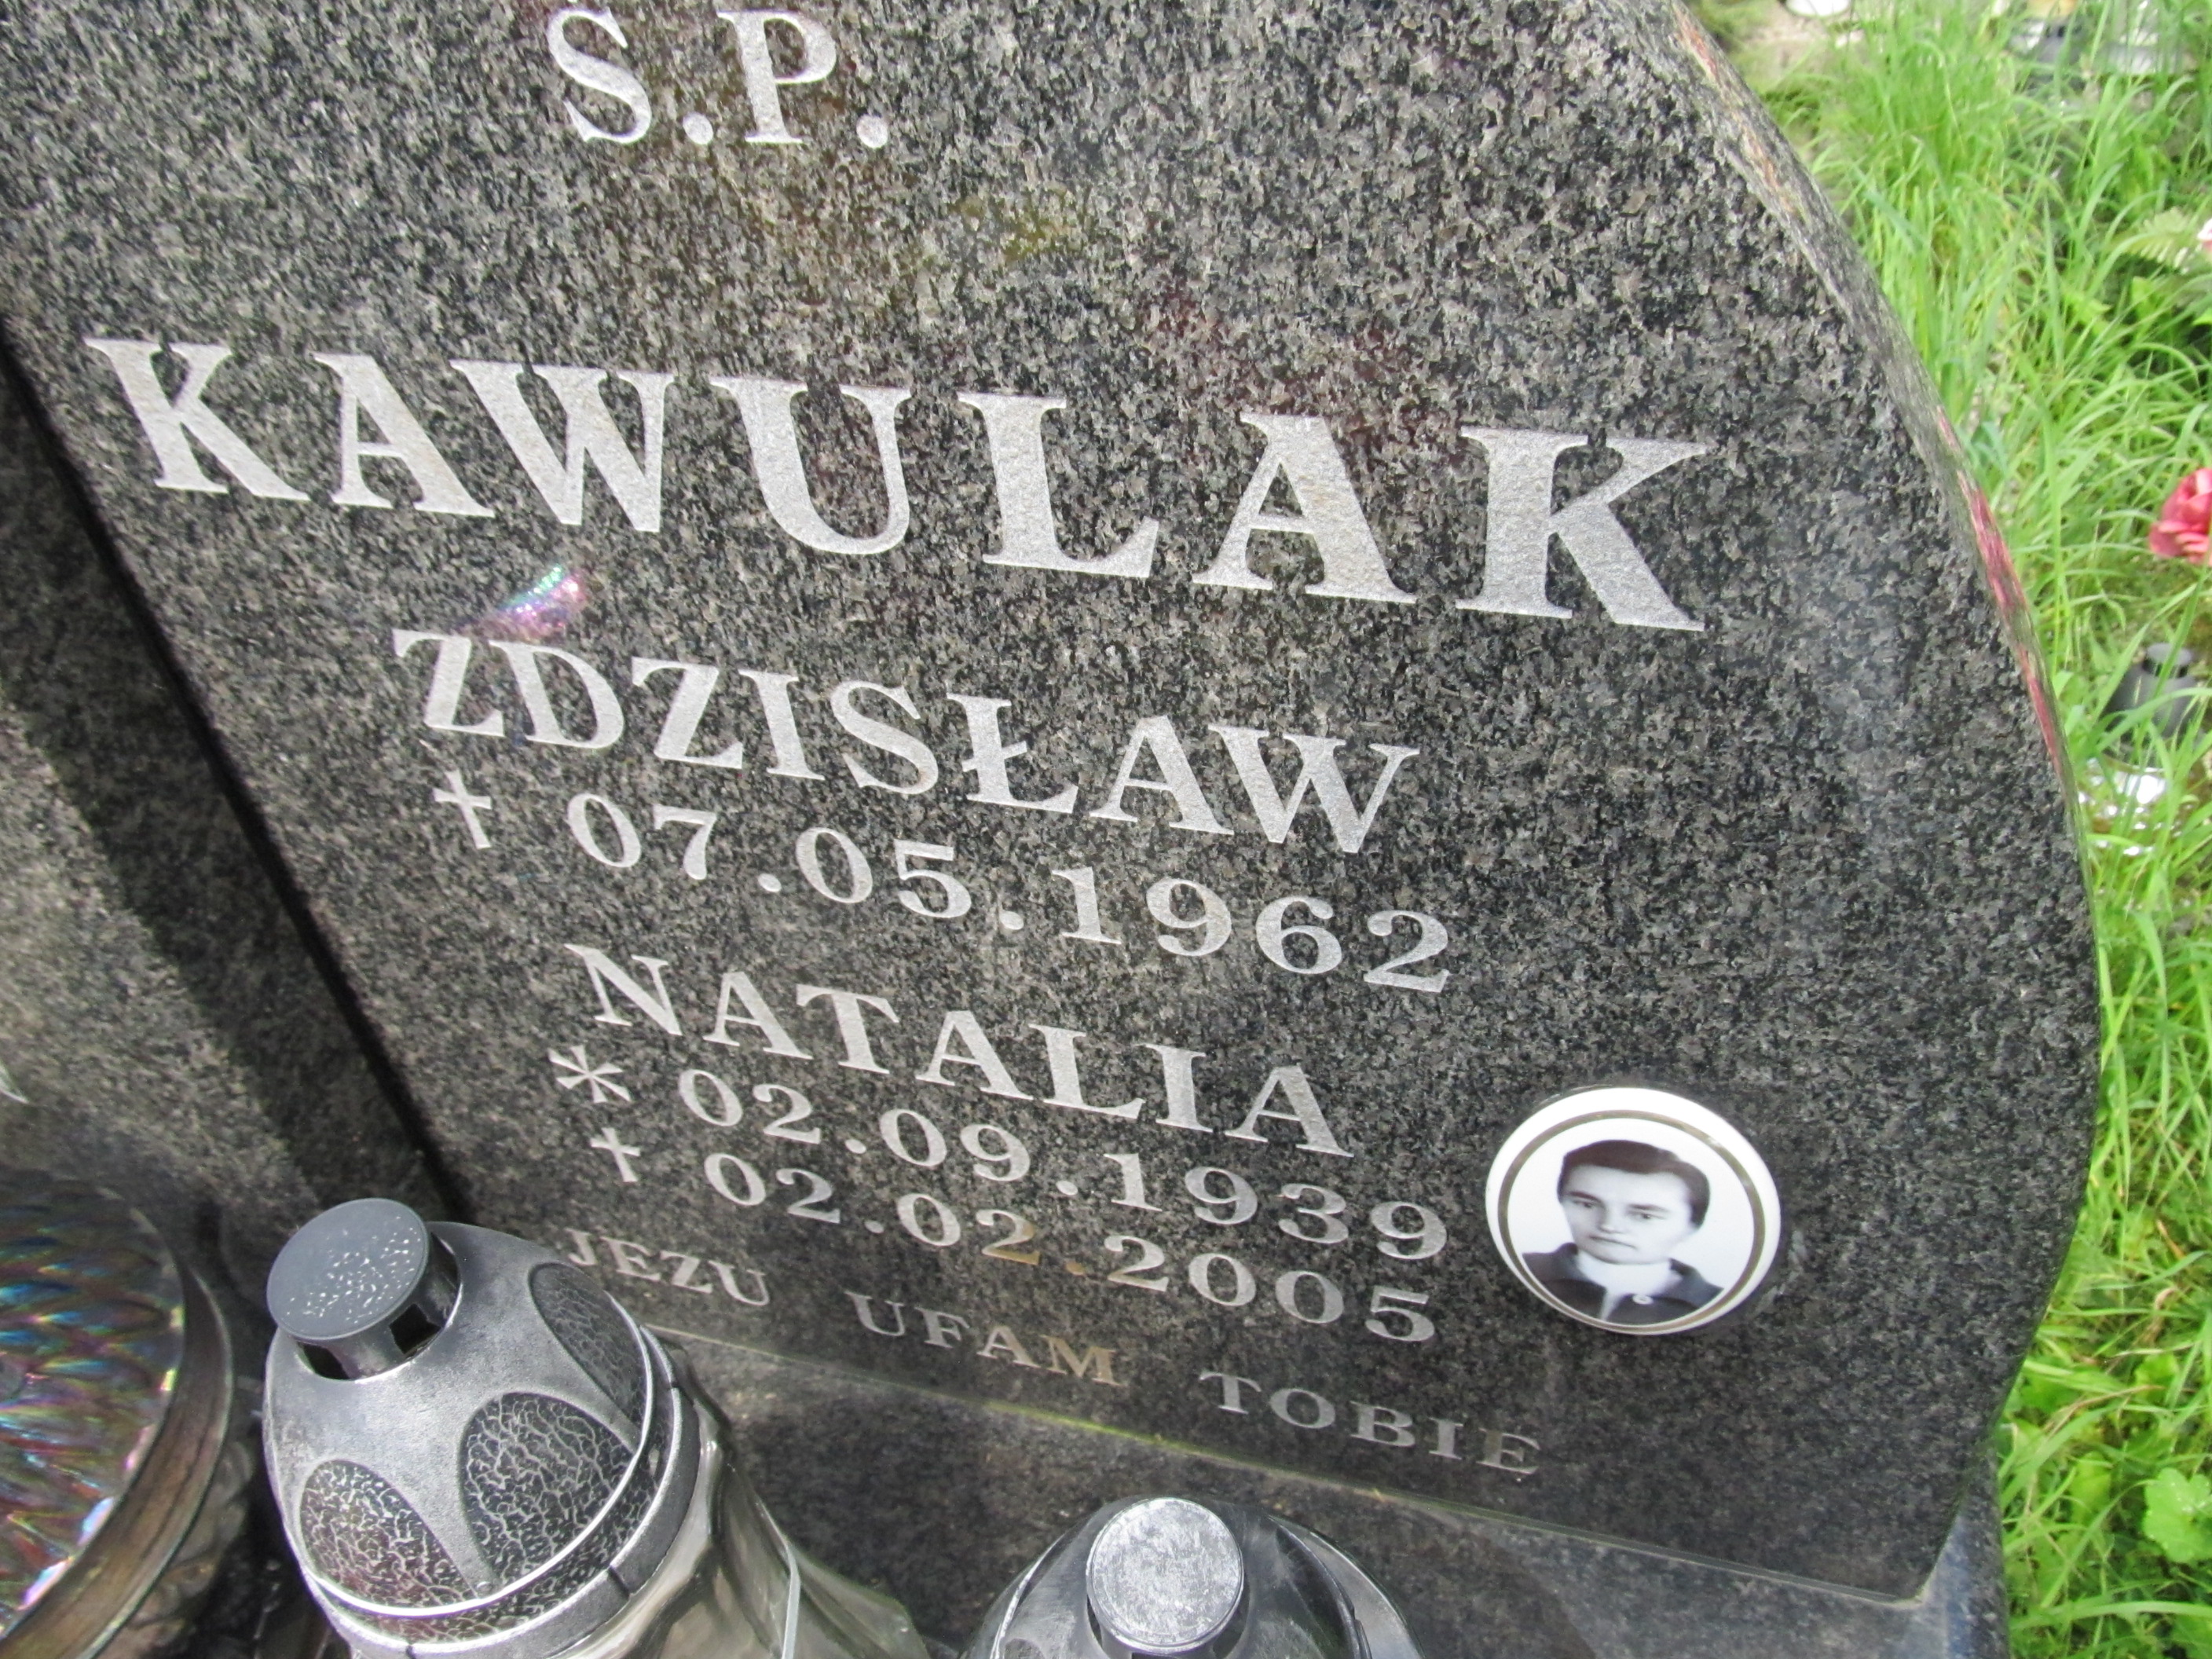 Ś.P.
KAWULAK
ZDZISŁAW
† 07.05.1962
NATALIA
* 02.09.1939
† 02.02.2005
JEZU UFAM TOBIE